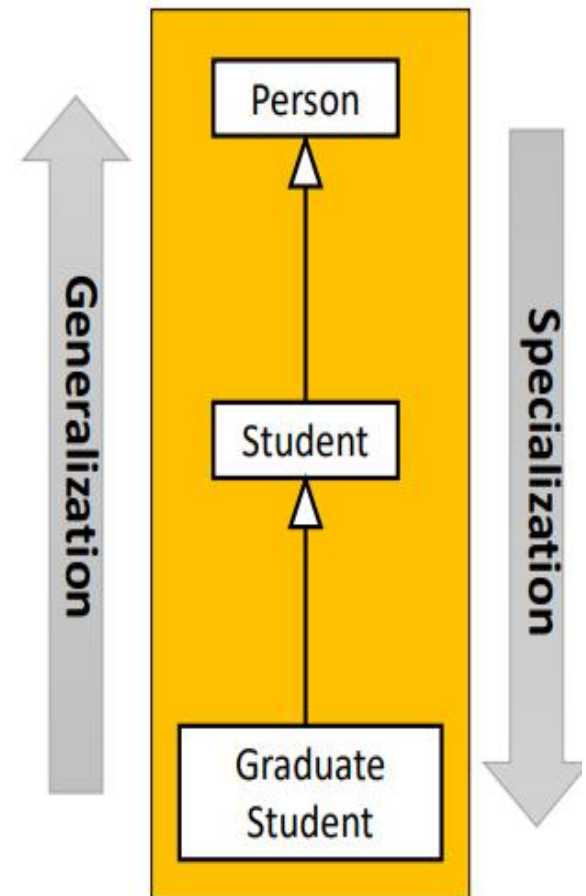 Person
Generalization
Specialization
Student
Graduate
Student